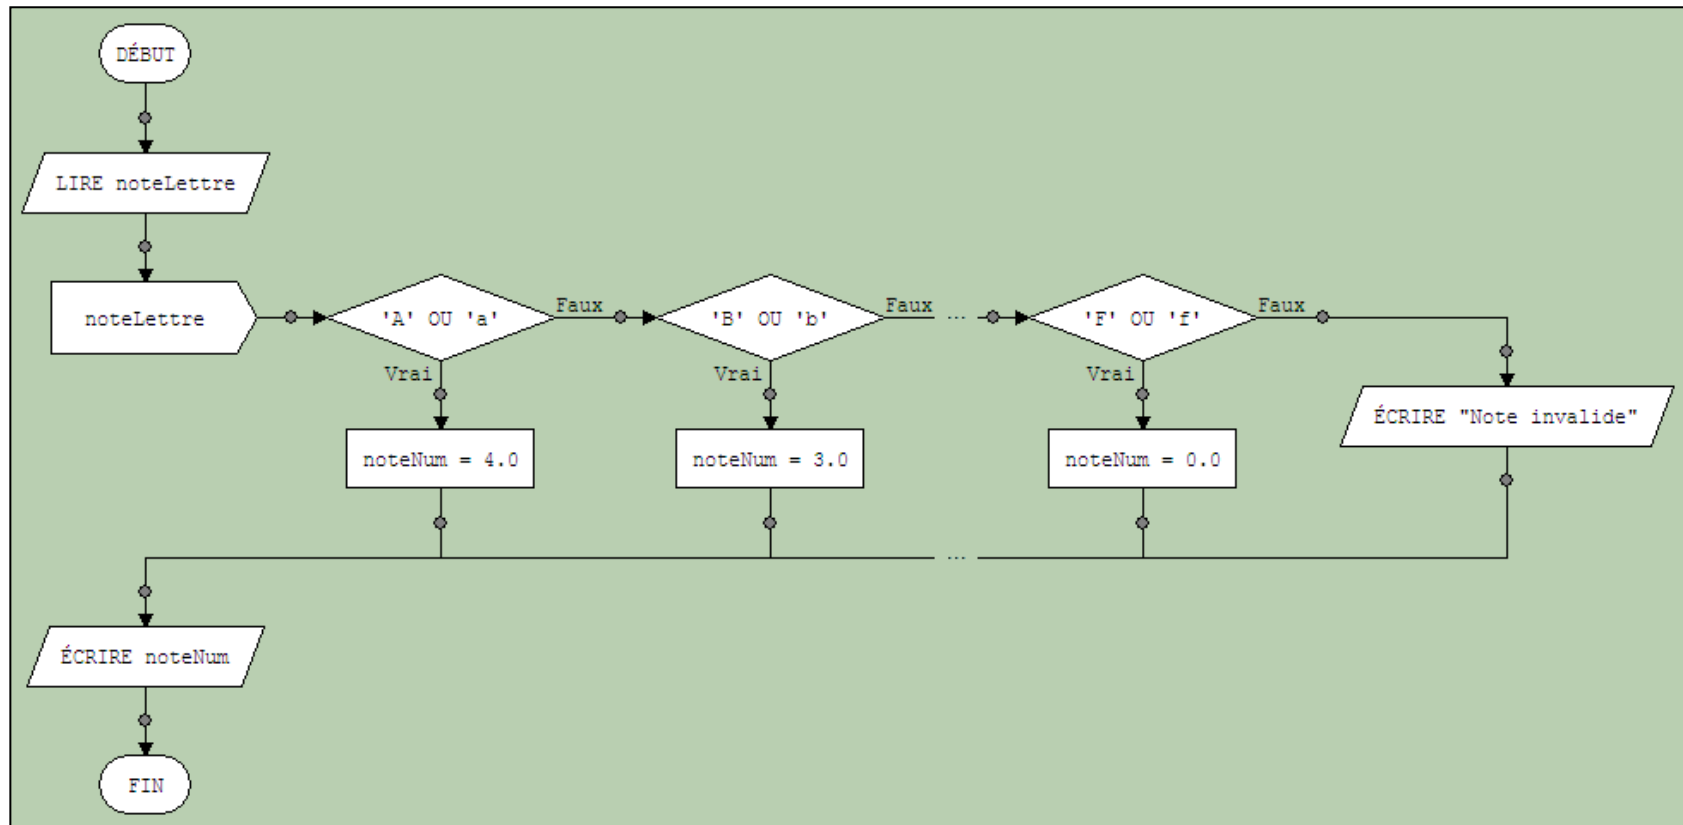 DÉBUT
LIRE noteLettre
noteLettre
'A' OU 'a'
Faux
'B' OU 'b'
Faux
...
'F' OU 'f'
Faux
Vrai
Vrai
Vrai
ÉCRIRE "Note invalide"
noteNum = 4.0
noteNum = 3.0
noteNum = 0.0
...
ÉCRIRE noteNum
FIN